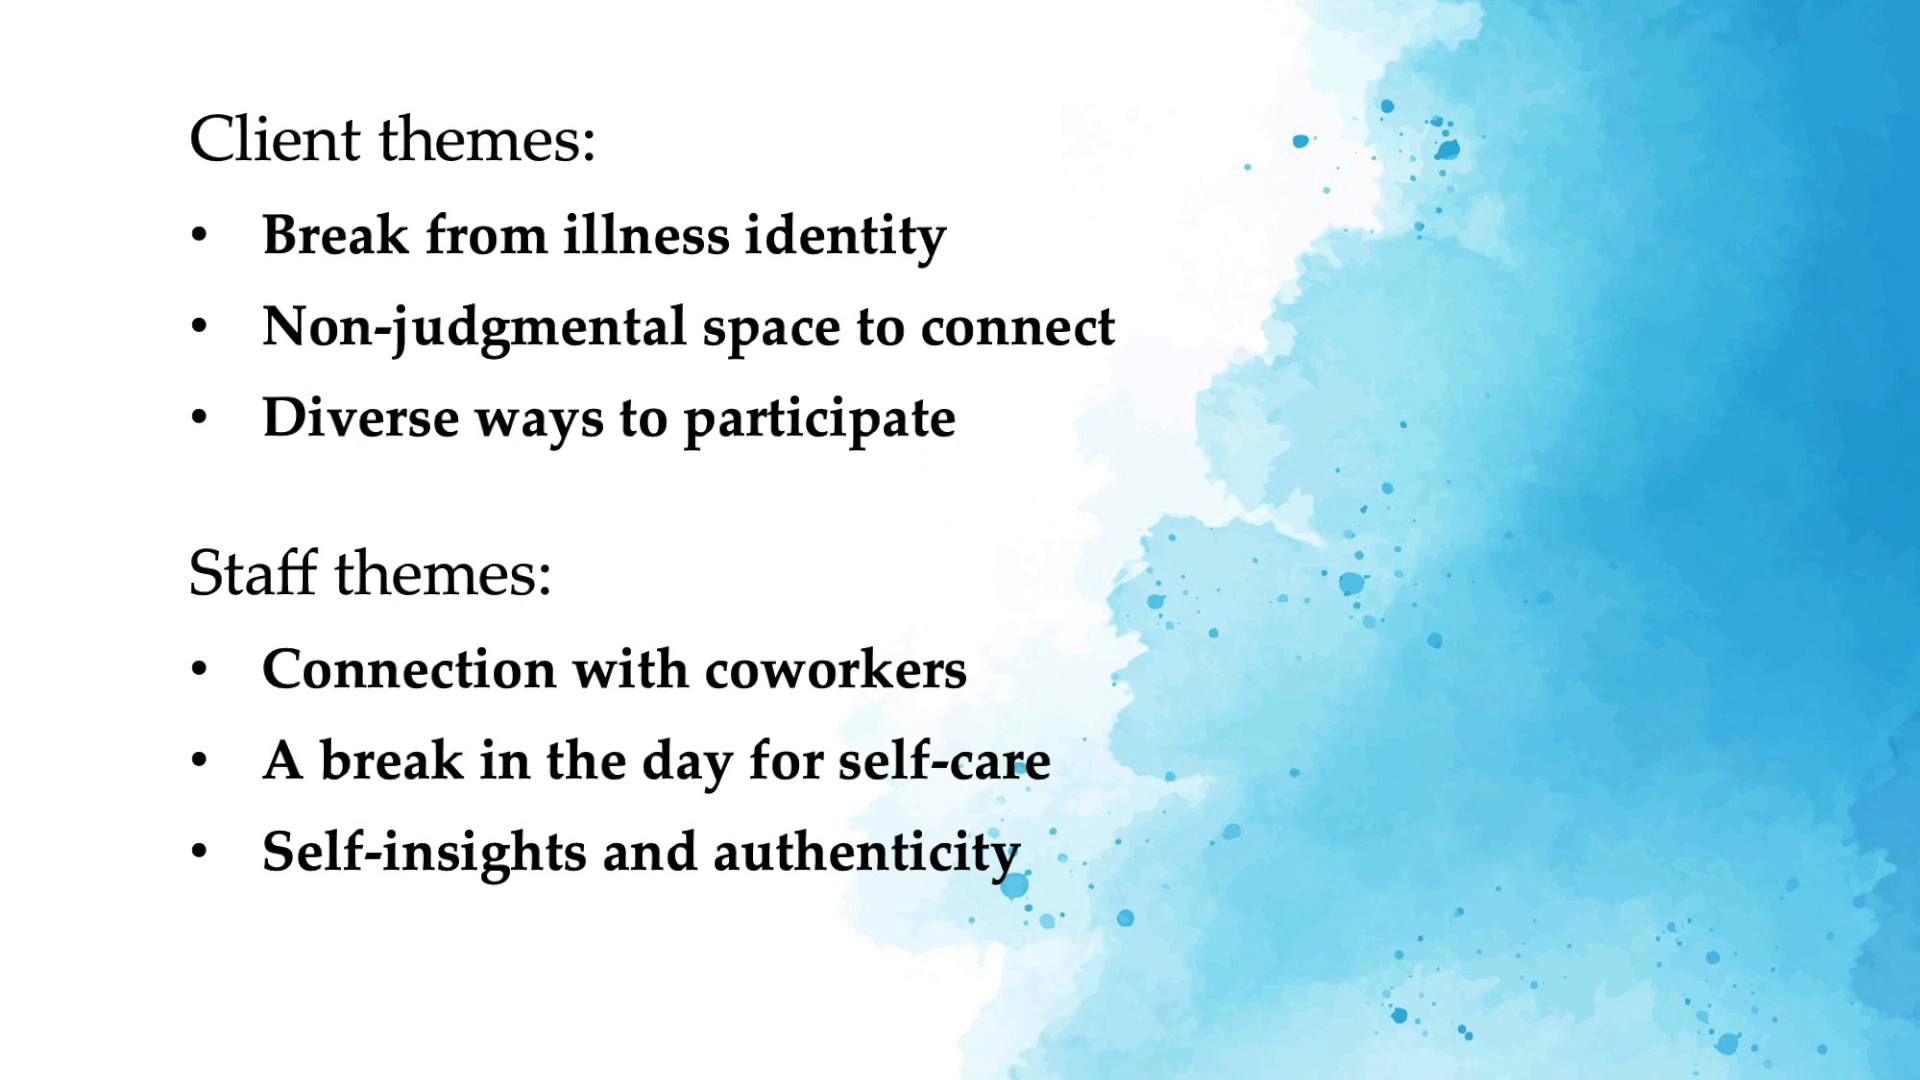 Client themes:
• Break from illness identity
• Non-judgmental space to connect
• Diverse ways to participate
Staff themes:
• Connection with coworkers
• A break in the day for self-care
• Self-insights and authenticity